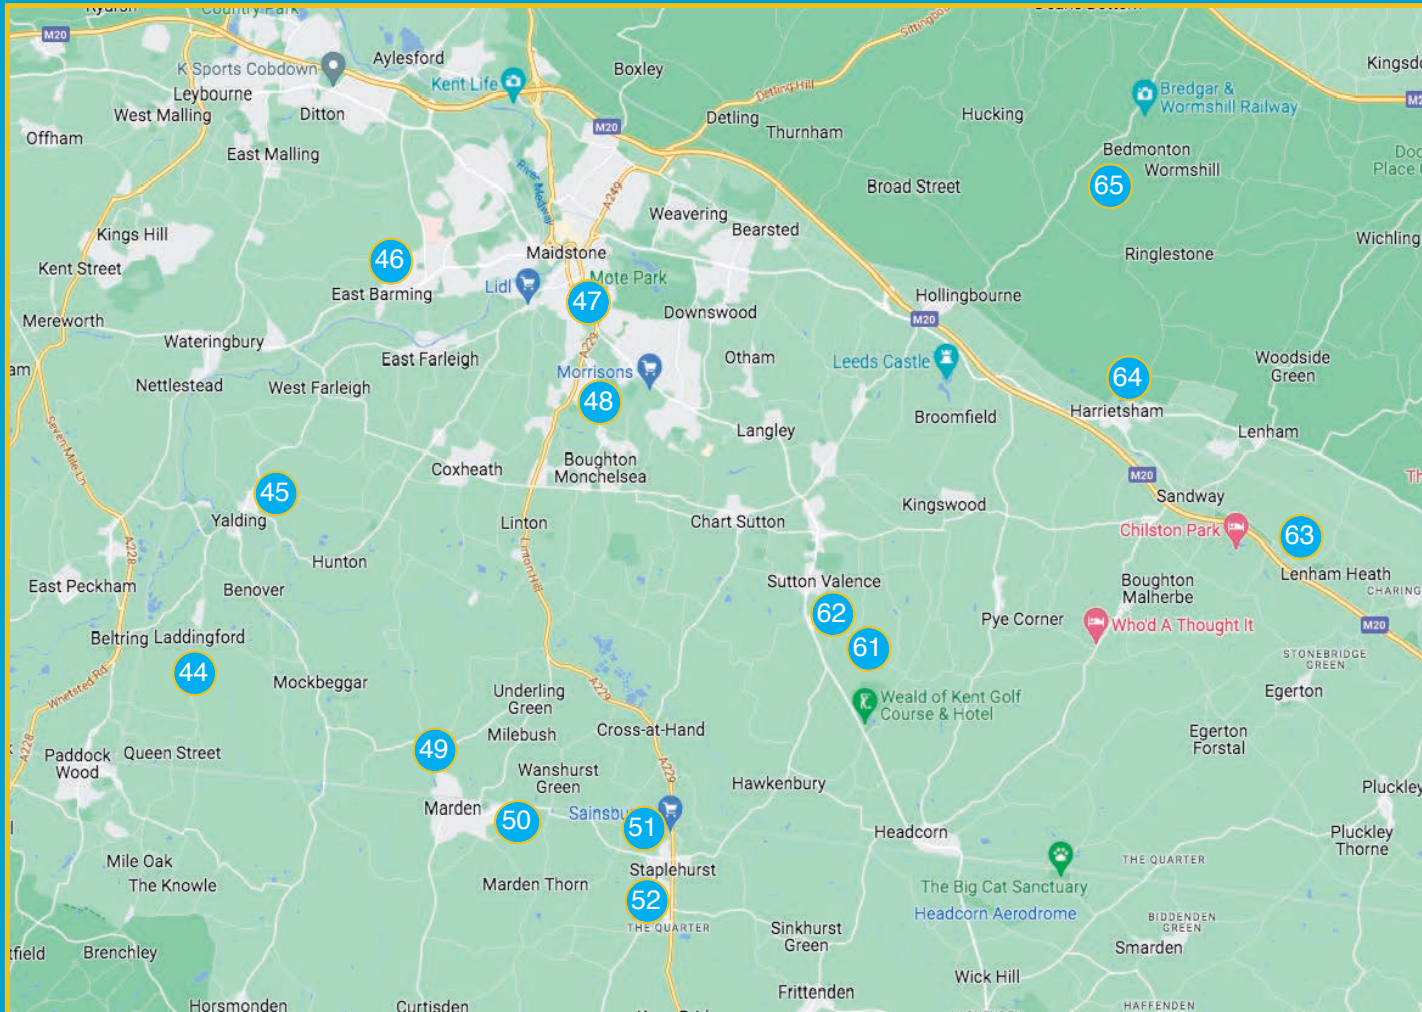 Country Park
M20
Aylesford
K Sports Cobdown
Leybourne
Kent Life
Boxley
Detling Hill
Bredgar &
Wormshill Railway
West Malling
Ditton
Offham
East Malling
M20
Detling
Thurnham
Hucking
Bedmonton
Wormshill
65
River Medway
A249
Broad Street
Weavering
Bearsted
Kings Hill
Kent Street
46
Maidstone
Ringlestone
East Barming
Lidl
Mote Park
47
Downswood
Hollingbourne
M20
Mereworth
Wateringbury
East Farleigh
A229
Otham
Leeds Castle
Woodside
Green
Nettlestead
West Farleigh
Morrisons
48
64
Harrietsham
Broomfield
Lenham
Langley
Seven Mile Ln
Coxheath
Boughton
Monchelsea
M20
Sandway
45
Yalding
Linton
Chart Sutton
Kingswood
Chilston Park
63
A228
Hunton
Linton Hill
Lenham Heath
East Peckham
Benover
Sutton Valence
Boughton
Malherbe
CHARING
62
Pye Corner
Who'd A Thought It
M20
Beltring
Laddingford
61
STONEBRIDGE
GREEN
44
Whetsted Rd
Mockbeggar
Underling
Green
A229
Weald of Kent Golf
Course & Hotel
Egerton
A228
Milebush
Cross-at-Hand
Egerton
Forstal
49
Paddock
Wood
Queen Street
Wanshurst
Green
A229
Hawkenbury
Pluckley
Marden
50
51
Headcorn
Pluckley
Thorne
Mile Oak
The Knowle
Marden Thorn
Staplehurst
THE QUARTER
The Big Cat Sanctuary
52
THE QUARTER
Headcorn Aerodrome
BIDDENDEN
GREEN
Sinkhurst
Green
Smarden
Brenchley
Wick Hill
Frittenden
Horsmonden
Curtisden
HAFFENDEN